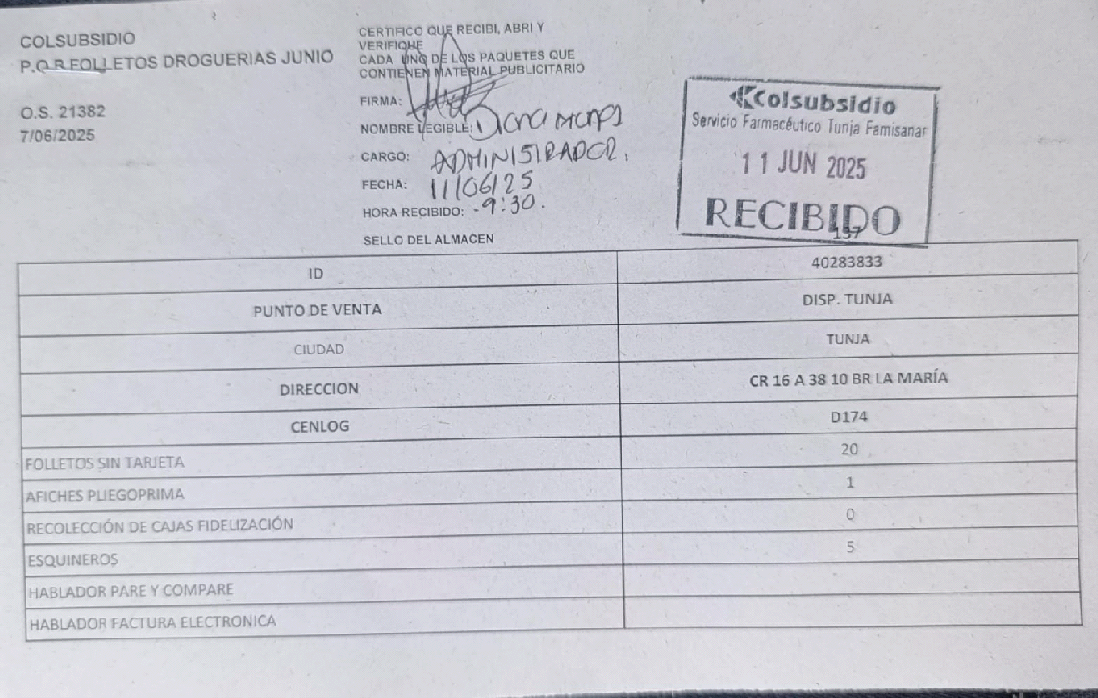 COLSUBSIDIO
P.O.P FOLLETOS DROGUERIAS JUNIO
O.S. 21382
7/06/2025
CERTIFICO QUE RECIBI, ABRI Y
VERIFIQUE
CADA UNO DE LOS PAQUETES QUE
CONTIENEN MATERIAL PUBLICITARIO
FIRMA:
NOMBRE LEGIBLE:
CARGO: ADMINISTRADOR.
FECHA: 11/06/25
HORA RECIBIDO: 9:30.
SELLO DEL ALMACEN
Colsubsidio
Servicio Farmacéutico Tunja Famisanar
11 JUN 2025
RECIBIDO
137
ID 40283833
PUNTO DE VENTA DISP. TUNJA
CIUDAD TUNJA
DIRECCION CR 16 A 38 10 BR LA MARÍA
CENLOG D174
FOLLETOS SIN TARJETA 20
AFICHES PLIEGOPRIMA 1
RECOLECCIÓN DE CAJAS FIDELIZACIÓN 0
ESQUINEROS 5
HABLADOR PARE Y COMPARE
HABLADOR FACTURA ELECTRONICA